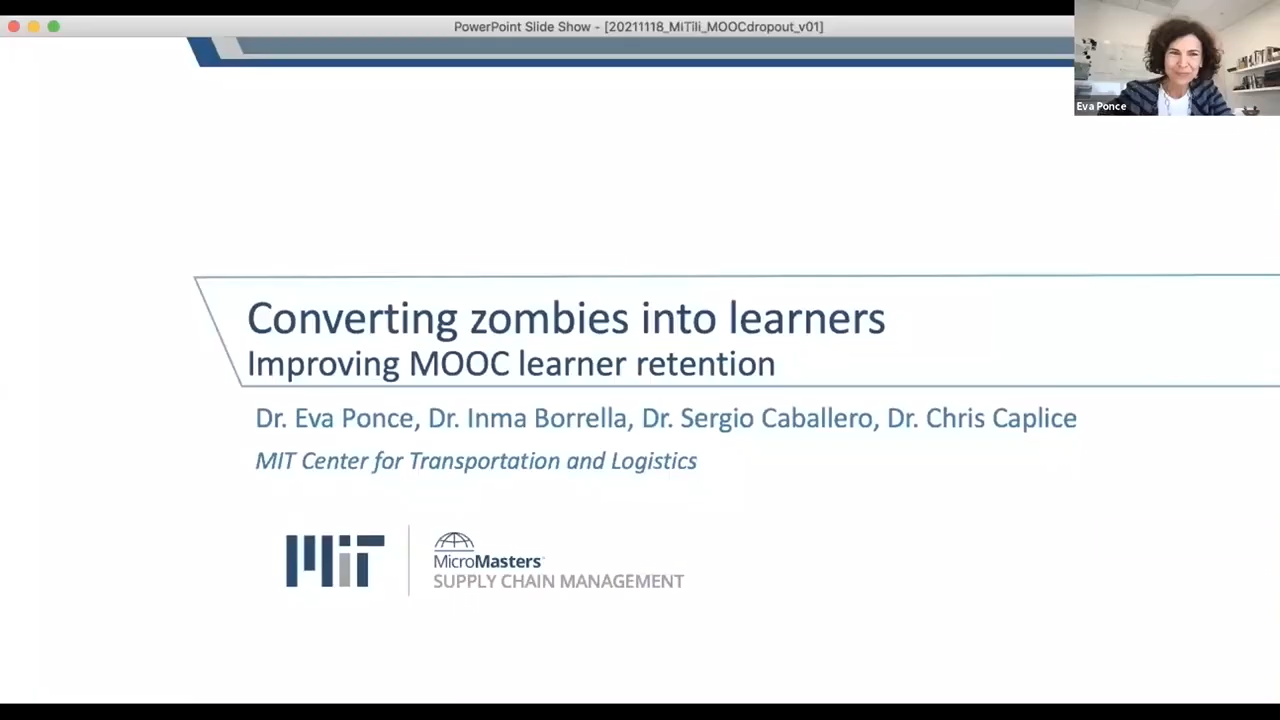 PowerPoint Slide Show - [20211118_MITili_MOOCdropout_v01]
Eva Ponce
Converting zombies into learners
Improving MOOC learner retention
Dr. Eva Ponce, Dr. Inma Borrella, Dr. Sergio Caballero, Dr. Chris Caplice
MIT Center for Transportation and Logistics
MIT
MicroMasters
SUPPLY CHAIN MANAGEMENT